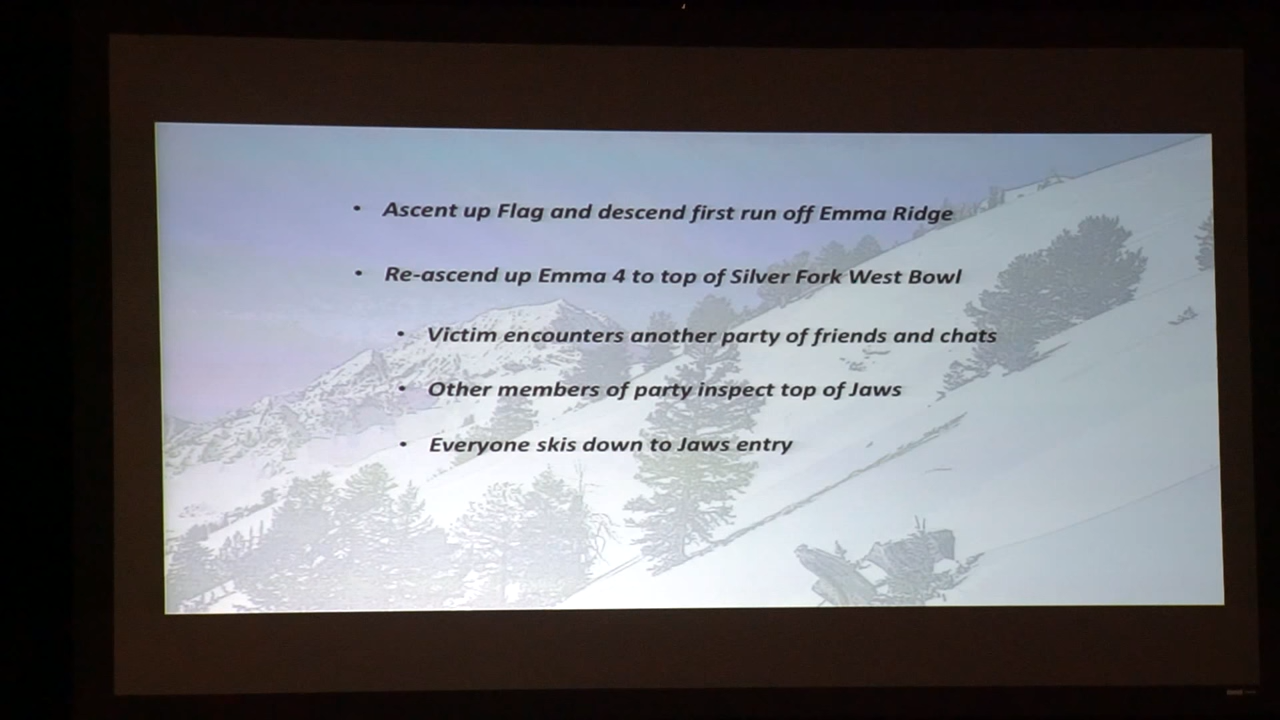 • Ascent up Flag and descend first run off Emma Ridge
• Re-ascend up Emma 4 to top of Silver Fork West Bowl
• Victim encounters another party of friends and chats
• Other members of party inspect top of Jaws
• Everyone skis down to Jaws entry